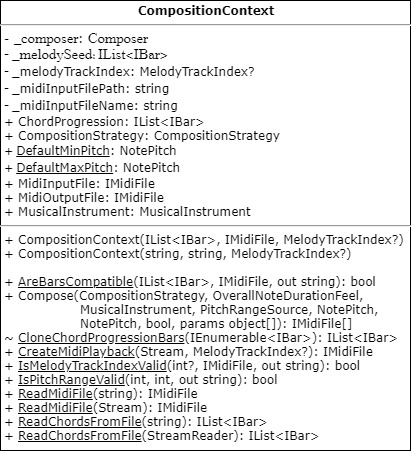 CompositionContext
- _composer: Composer
- _melodySeed: IList<IBar>
- _melodyTrackIndex: MelodyTrackIndex?
- _midiInputFilePath: string
- _midiInputFileName: string
+ ChordProgression: IList<IBar>
+ CompositionStrategy: CompositionStrategy
+ DefaultMinPitch: NotePitch
+ DefaultMaxPitch: NotePitch
+ MidiInputFile: IMidiFile
+ MidiOutputFile: IMidiFile
+ MusicalInstrument: MusicalInstrument
+ CompositionContext(IList<IBar>, IMidiFile, MelodyTrackIndex?)
+ CompositionContext(string, string, MelodyTrackIndex?)
+ AreBarsCompatible(IList<IBar>, IMidiFile, out string): bool
+ Compose(CompositionStrategy, OverallNoteDurationFeel,
MusicalInstrument, PitchRangeSource, NotePitch,
NotePitch, bool, params object[]): IMidiFile[]
~ CloneChordProgressionBars(IEnumerable<IBar>): IList<IBar>
+ CreateMidiPlayback(Stream, MelodyTrackIndex?): IMidiFile
+ IsMelodyTrackIndexValid(int?, IMidiFile, out string): bool
+ IsPitchRangeValid(int, int, out string): bool
+ ReadMidiFile(string): IMidiFile
+ ReadMidiFile(Stream): IMidiFile
+ ReadChordsFromFile(string): IList<IBar>
+ ReadChordsFromFile(StreamReader): IList<IBar>